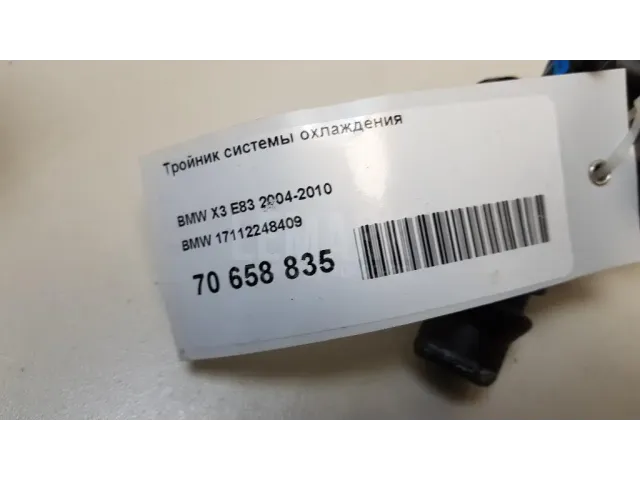 Тройник системы охлаждения
BMW X3 E83 2004-2010
BMW 17112248409
70 658 835